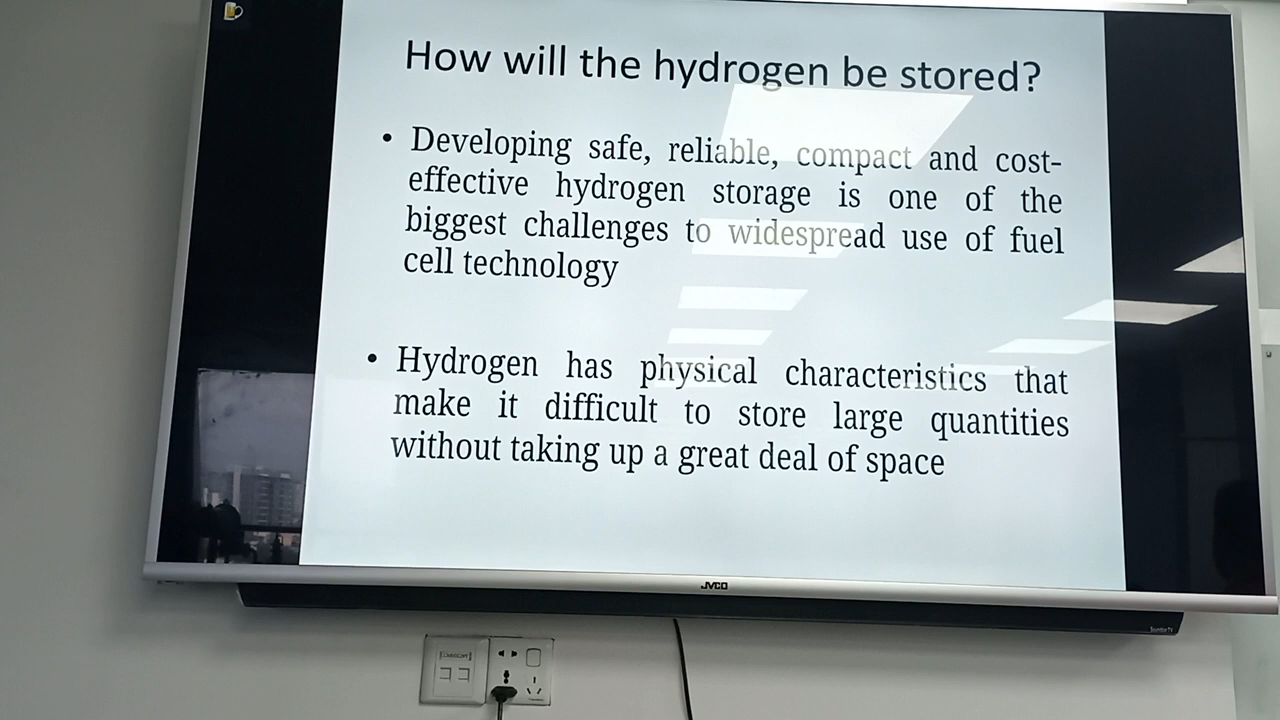 How will the hydrogen be stored?
• Developing safe, reliable, compact and cost-
effective hydrogen storage is one of the
biggest challenges to widespread use of fuel
cell technology
• Hydrogen has physical characteristics that
make it difficult to store large quantities
without taking up a great deal of space
JVCO